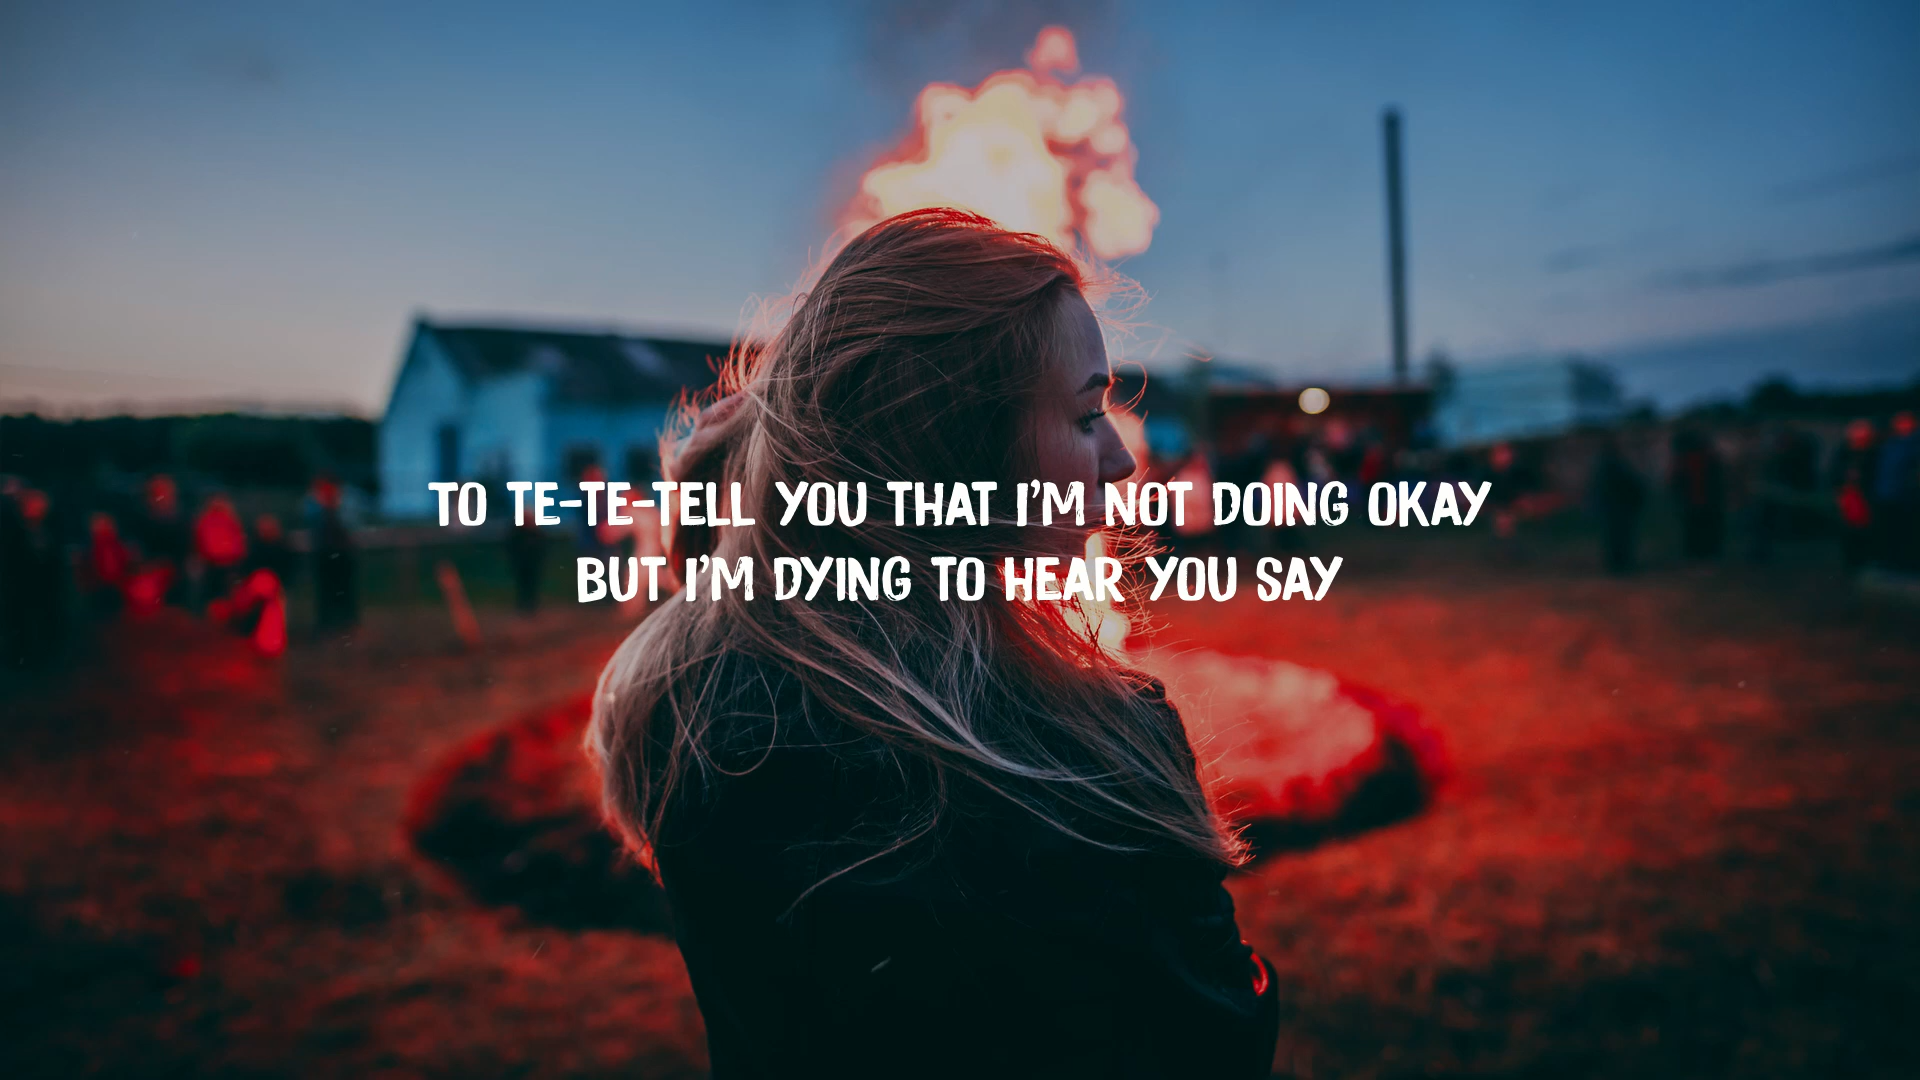 TO TE-TE-TELL YOU THAT I'M NOT DOING OKAY
BUT I'M DYING TO HEAR YOU SAY